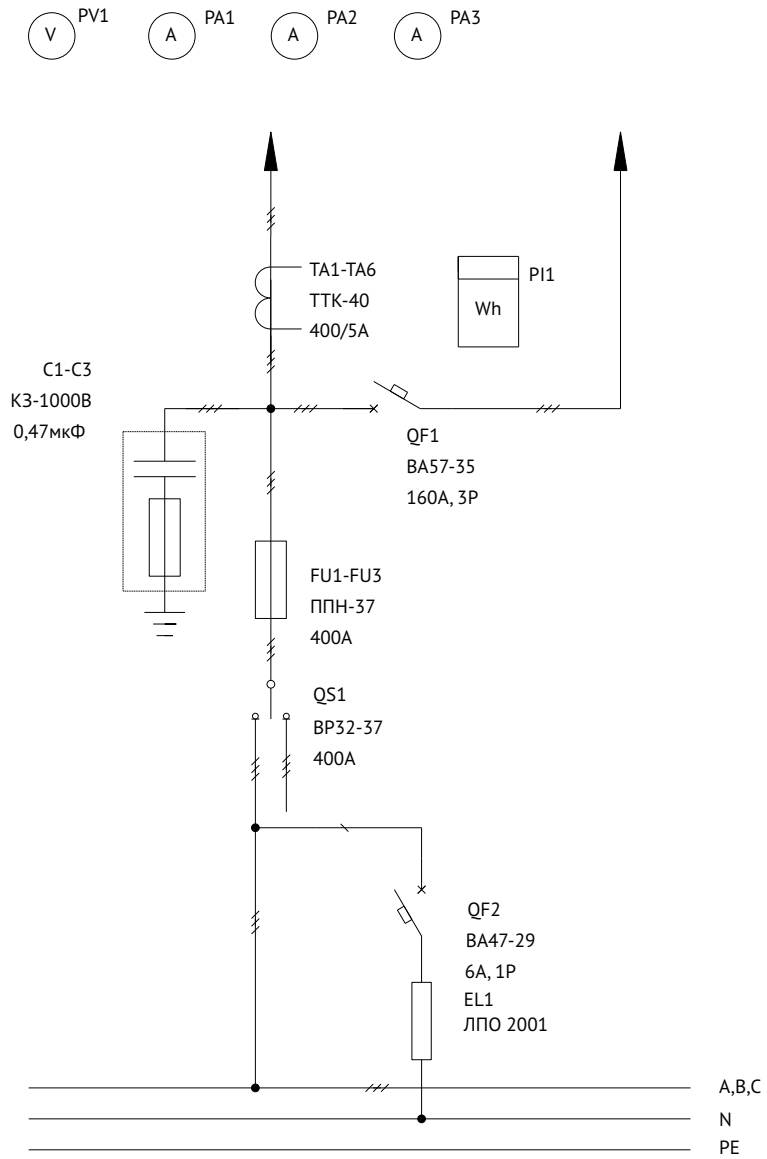 V
PV1
A
PA1
A
PA2
A
PA3
TA1-TA6
ТТК-40
400/5А
PI1
Wh
C1-C3
КЗ-1000В
0,47мкФ
QF1
ВА57-35
160А, 3Р
FU1-FU3
ППН-37
400А
QS1
ВР32-37
400А
QF2
ВА47-29
6А, 1Р
EL1
ЛПО 2001
А,В,С
N
PE